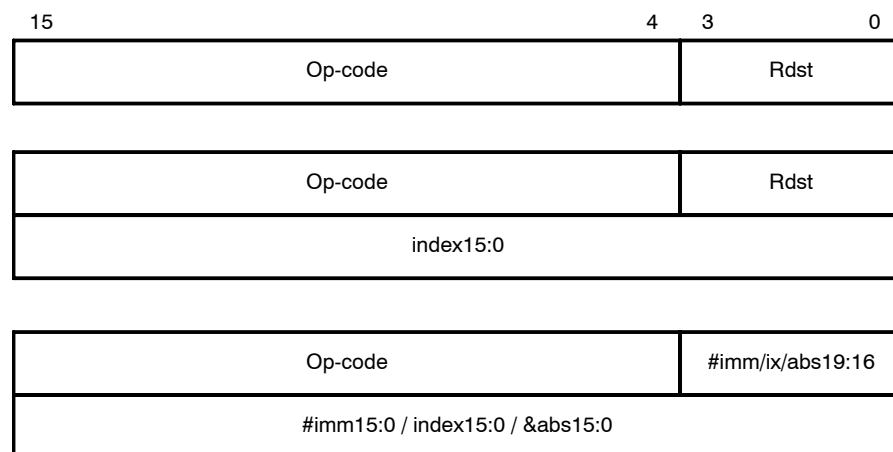 15 4 3 0
Op-code Rdst
Op-code Rdst
index15:0
Op-code #imm/ix/abs19:16
#imm15:0 / index15:0 / &abs15:0